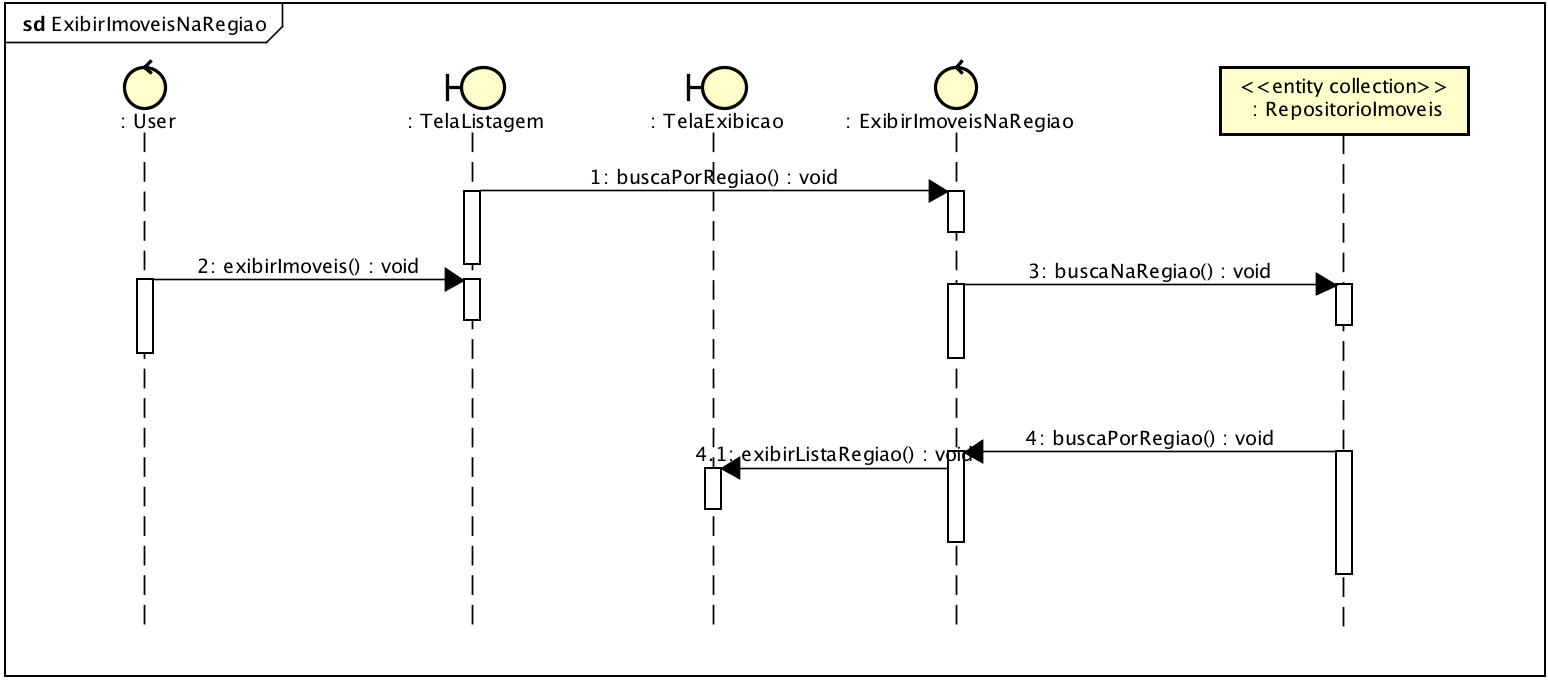 sd ExibirImoveisNaRegiao
: User
: TelaListagem
: TelaExibicao
: ExibirImoveisNaRegiao
<<entity collection>>
: RepositorioImoveis
1: buscaPorRegiao() : void
2: exibirImoveis() : void
3: buscaNaRegiao() : void
4: buscaPorRegiao() : void
4.1: exibirListaRegiao() : void